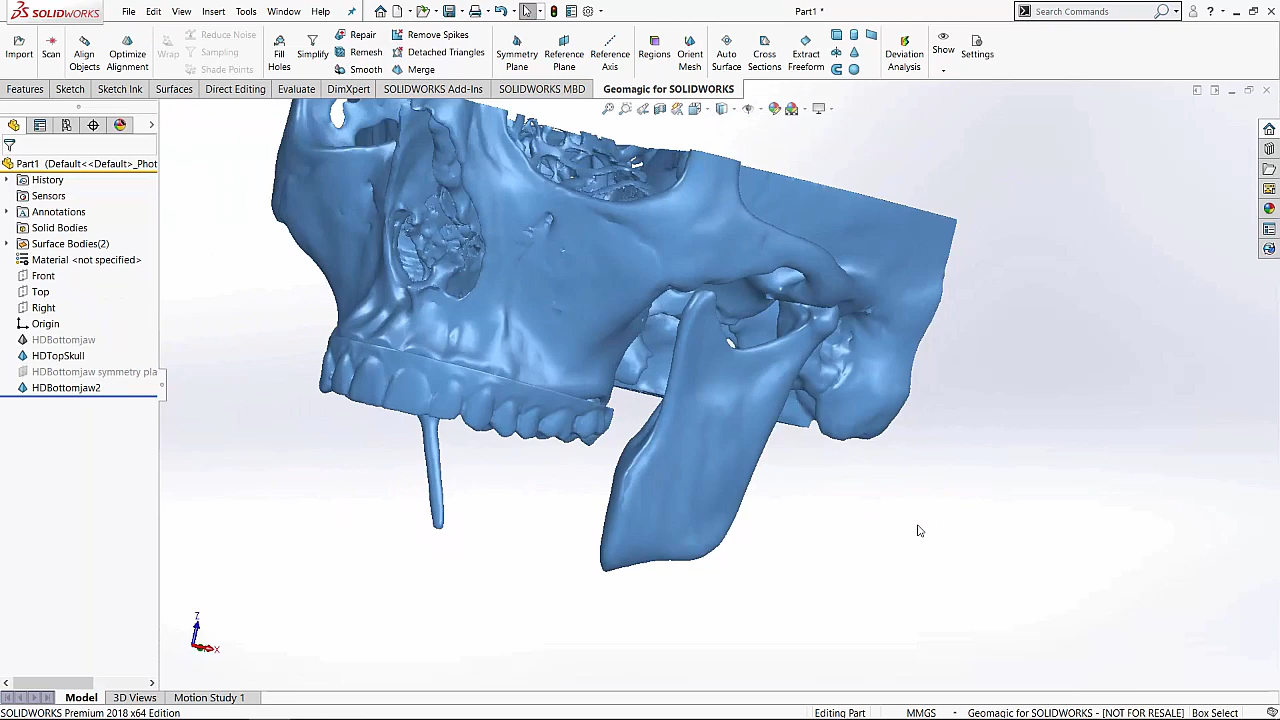 SOLIDWORKS File Edit View Insert Tools Window Help Part1 * Search Commands ?
Import Scan Align Objects Optimize Alignment Wrap Reduce Noise Sampling Shade Points Fill Holes Simplify Repair Remesh Smooth Remove Spikes Detached Triangles Merge Symmetry Plane Reference Plane Reference Axis Regions Orient Mesh Auto Surface Cross Sections Extract Freeform Deviation Analysis Show Settings
Features Sketch Sketch Ink Surfaces Direct Editing Evaluate DimXpert SOLIDWORKS Add-Ins SOLIDWORKS MBD Geomagic for SOLIDWORKS
Part1 (Default<<Default>_Phot
History
Sensors
Annotations
Solid Bodies
Surface Bodies(2)
Material <not specified>
Front
Top
Right
Origin
HDBottomjaw
HDTopSkull
HDBottomjaw symmetry pla
HDBottomjaw2
Z
X
Model 3D Views Motion Study 1
SOLIDWORKS Premium 2018 x64 Edition Editing Part MMGS - Geomagic for SOLIDWORKS - [NOT FOR RESALE] Box Select